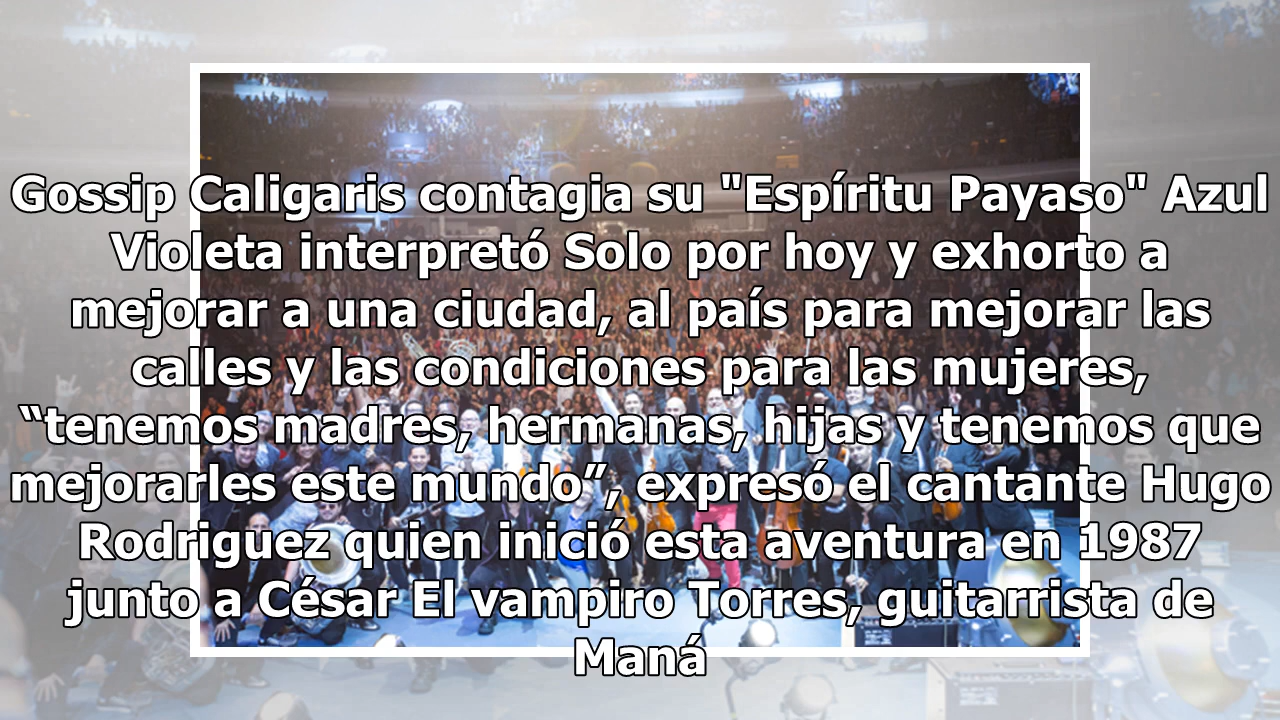 Gossip Caligaris contagia su "Espíritu Payaso" Azul
Violeta interpretó Solo por hoy y exhorto a
mejorar a una ciudad, al país para mejorar las
calles y las condiciones para las mujeres,
“tenemos madres, hermanas, hijas y tenemos que
mejorarles este mundo”, expresó el cantante Hugo
Rodriguez quien inició esta aventura en 1987
junto a César El vampiro Torres, guitarrista de
Maná